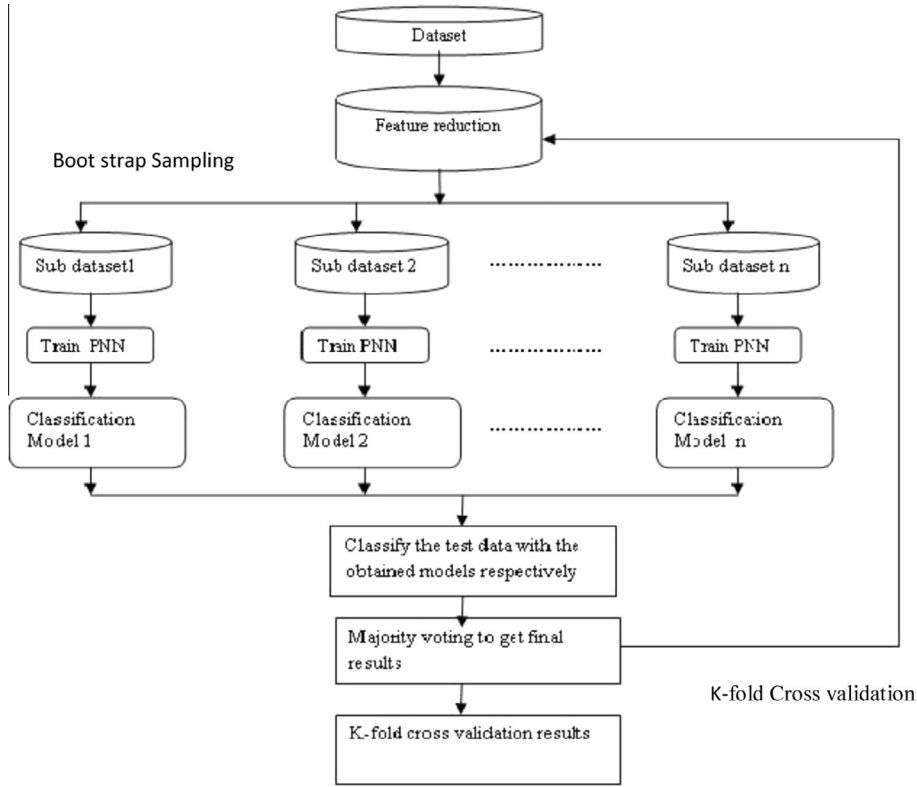 Dataset
Feature reduction
Boot strap Sampling
Sub dataset1
Sub dataset 2
.................
Sub dataset n
Train PNN
Train PNN
.................
Train PNN
Classification
Model 1
Classification
Model 2
.................
Classification
Model n
Classify the test data with the
obtained models respectively
Majority voting to get final
results
K-fold Cross validation
K-fold cross validation results